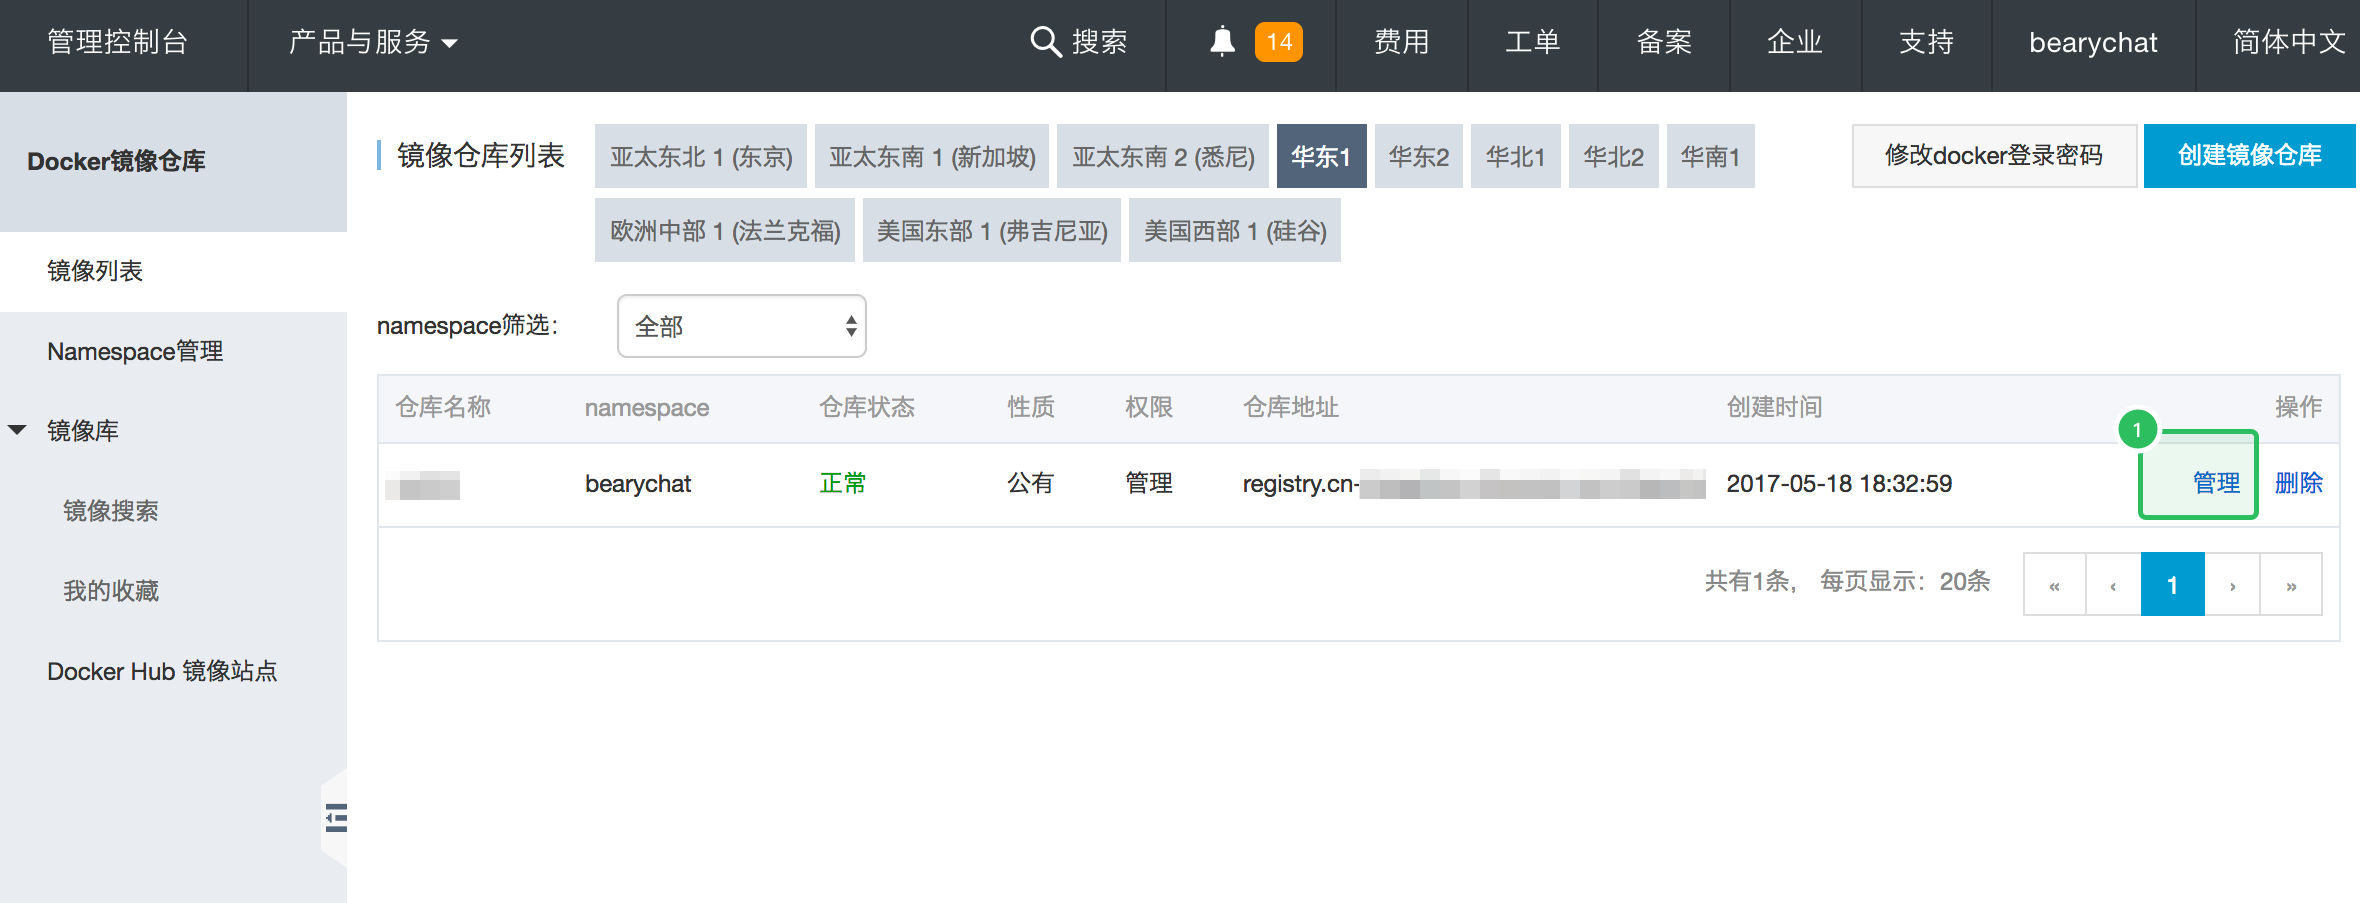 管理控制台 产品与服务 搜索 14 费用 工单 备案 企业 支持 bearychat 简体中文
Docker镜像仓库
镜像列表
Namespace管理
镜像库
镜像搜索
我的收藏
Docker Hub 镜像站点
镜像仓库列表 亚太东北 1 (东京) 亚太东南 1 (新加坡) 亚太东南 2 (悉尼) 华东1 华东2 华北1 华北2 华南1 修改docker登录密码 创建镜像仓库
欧洲中部 1 (法兰克福) 美国东部 1 (弗吉尼亚) 美国西部 1 (硅谷)
namespace筛选: 全部
仓库名称 namespace 仓库状态 性质 权限 仓库地址 创建时间 操作
1
bearychat 正常 公有 管理 registry.cn- 2017-05-18 18:32:59 管理 删除
共有1条, 每页显示: 20条 « ‹ 1 › »